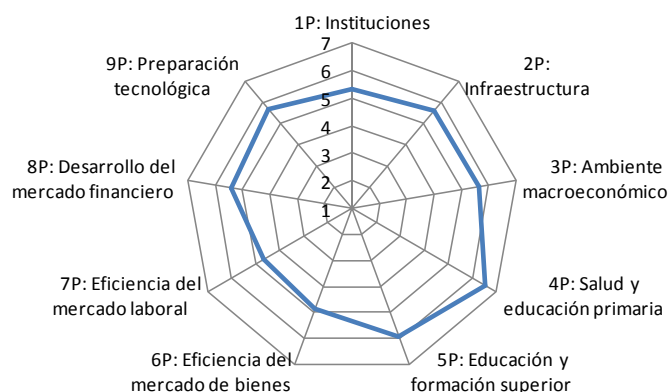 1P: Instituciones
2P:
Infraestructura
3P: Ambiente
macroeconómico
4P: Salud y
educación primaria
5P: Educación y
formación superior
6P: Eficiencia del
mercado de bienes
7P: Eficiencia del
mercado laboral
8P: Desarrollo del
mercado financiero
9P: Preparación
tecnológica
7
6
5
4
3
2
1